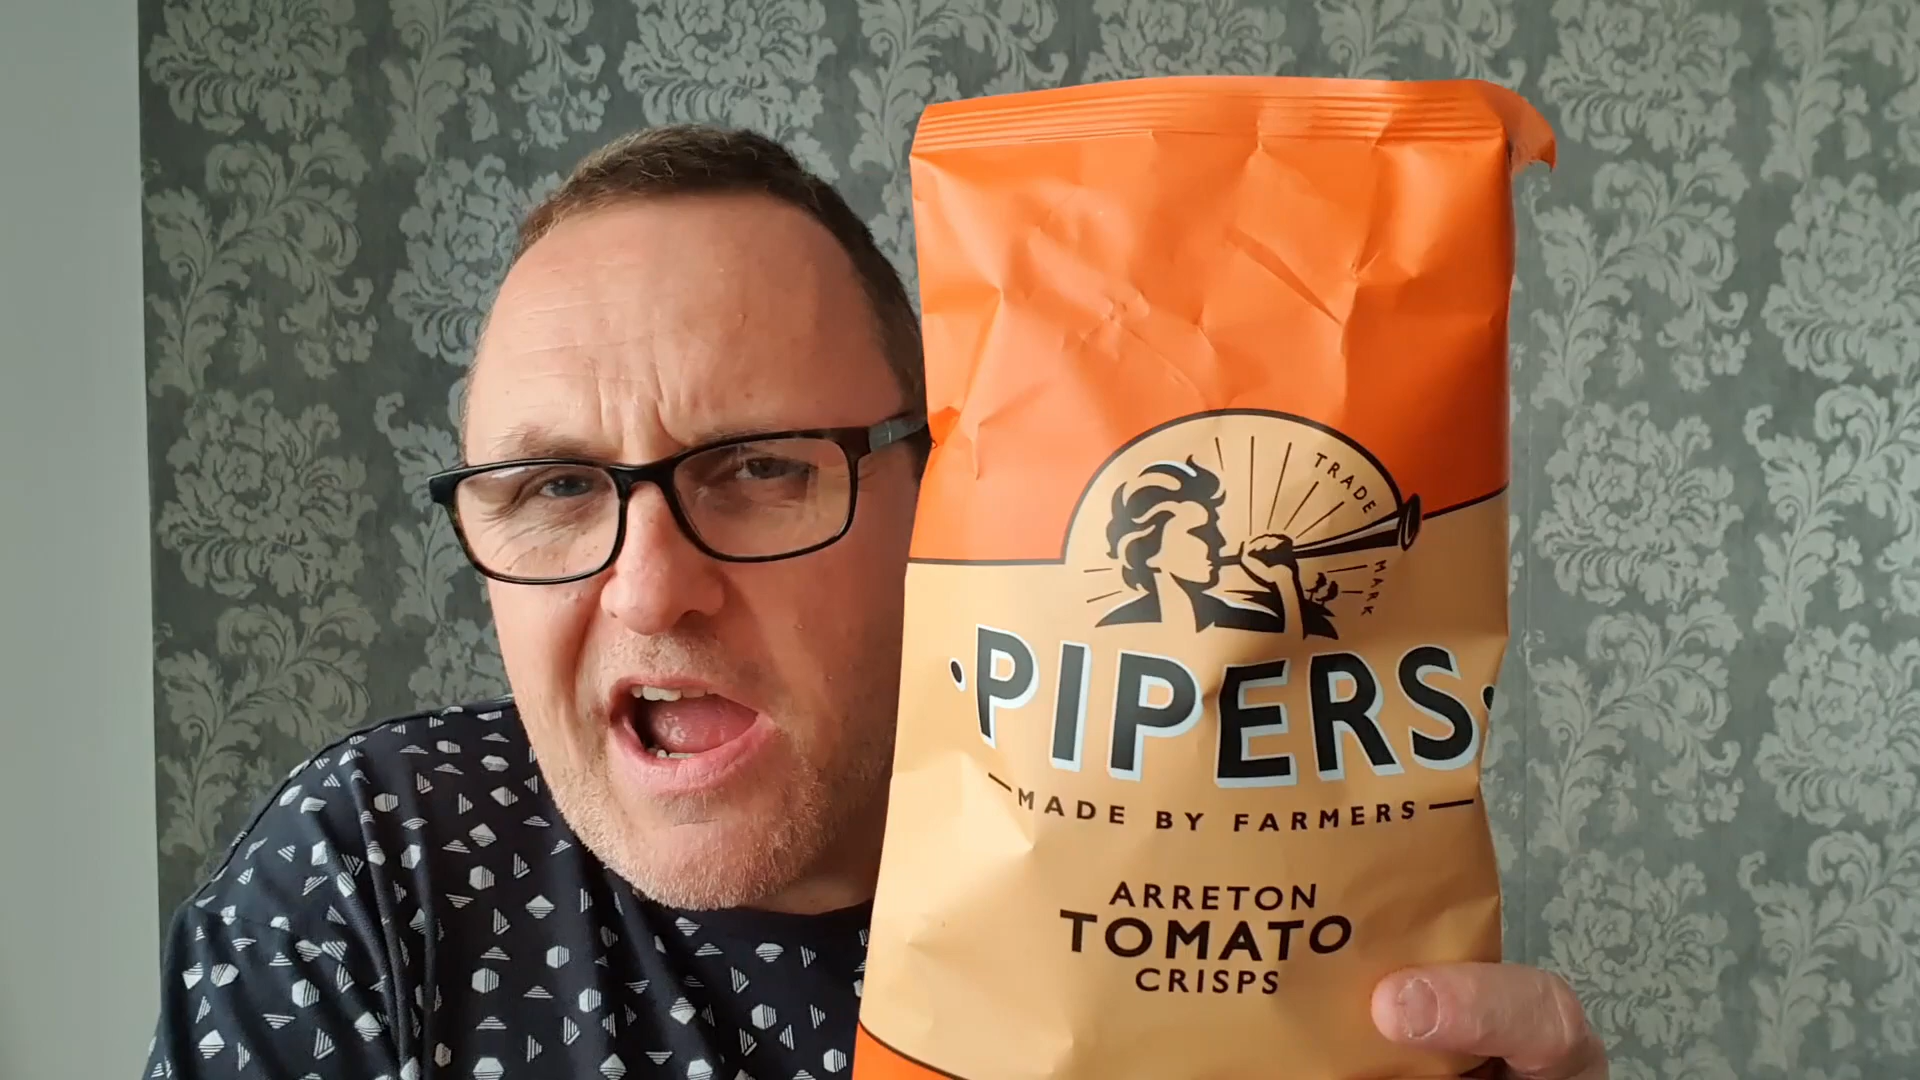 TRADE
MARK
·PIPERS·
MADE BY FARMERS
ARRETON
TOMATO
CRISPS